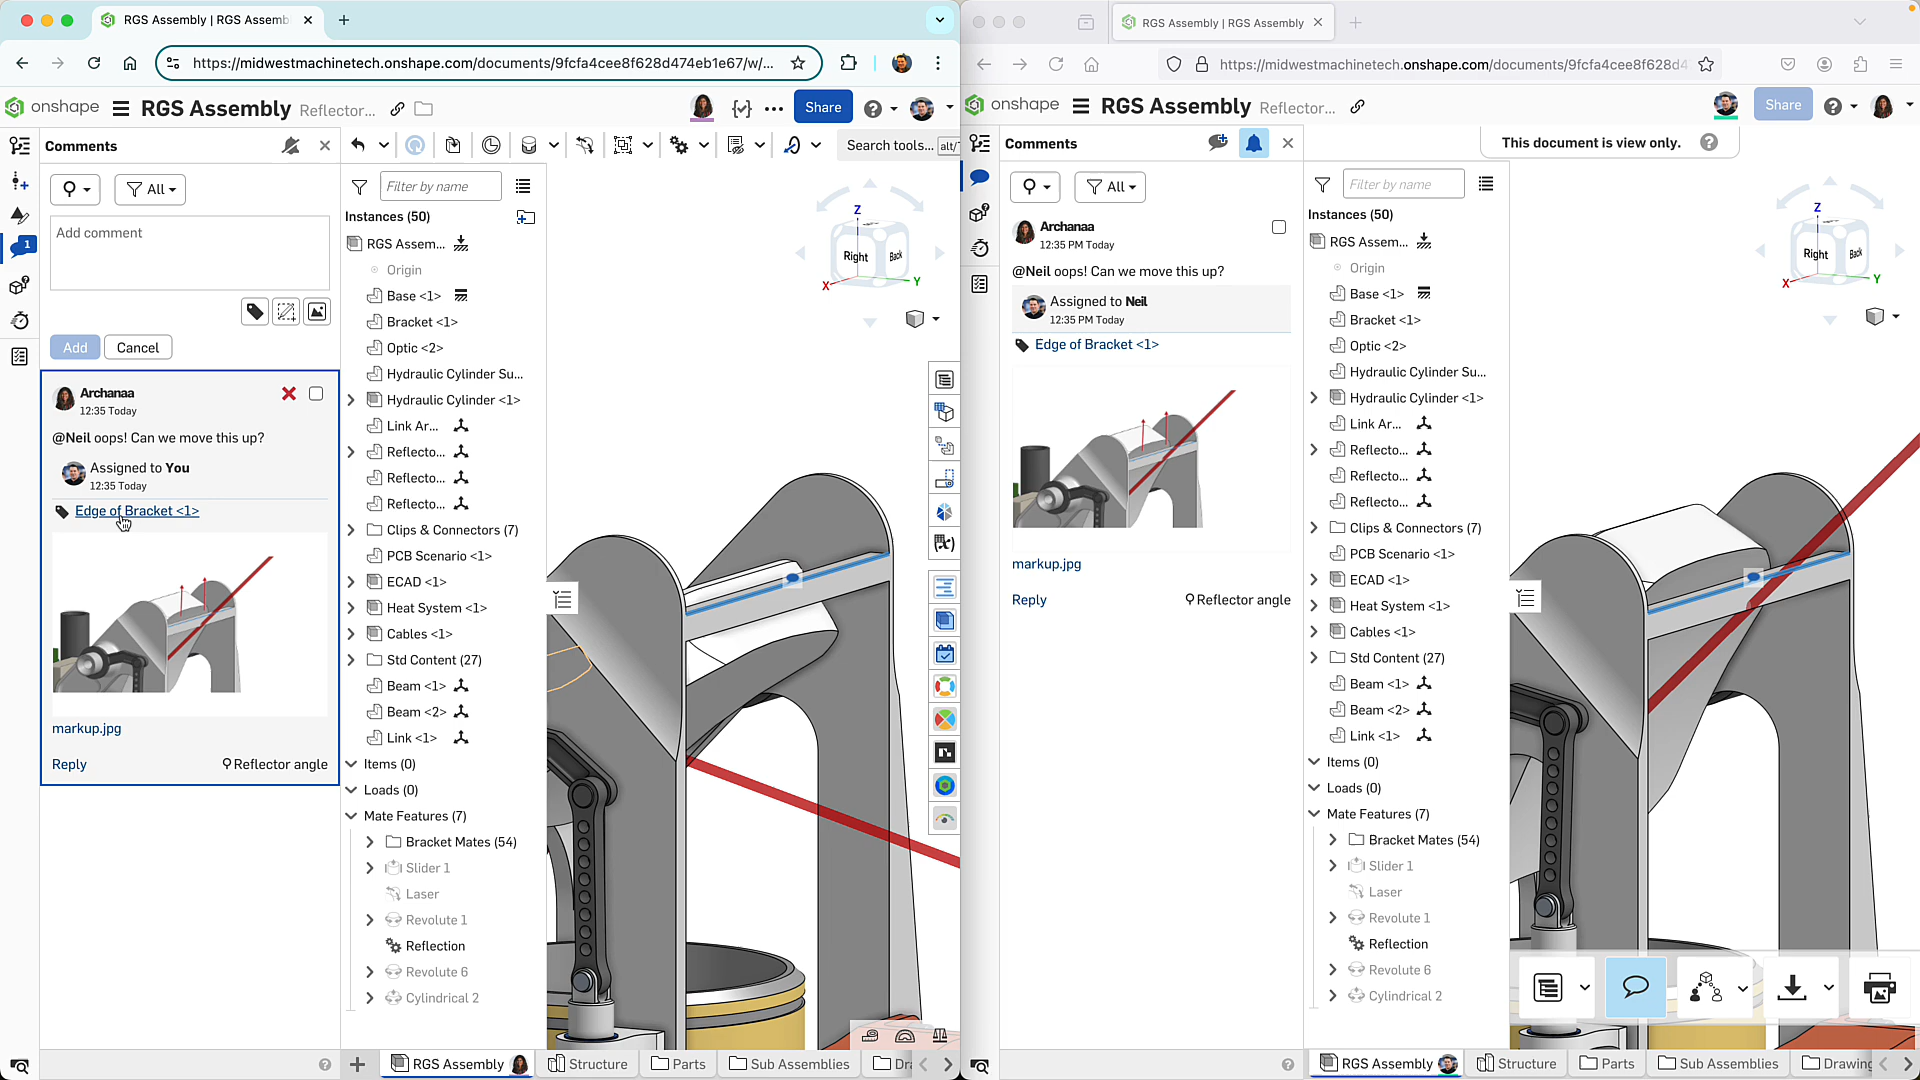 RGS Assembly | RGS Assemb
https://midwestmachinetech.onshape.com/documents/9fcfa4cee8f628d474eb1e67/w/...
onshape RGS Assembly Reflector...
Share
Comments
Search tools... alt/
All
Add comment
Add Cancel
1
Archanaa
12:35 Today
@Neil oops! Can we move this up?
Assigned to You
12:35 Today
Edge of Bracket <1>
markup.jpg
Reply Reflector angle
Filter by name
Instances (50)
RGS Assem...
Origin
Base <1>
Bracket <1>
Optic <2>
Hydraulic Cylinder Su...
Hydraulic Cylinder <1>
Link Ar...
Reflecto...
Reflecto...
Reflecto...
Clips & Connectors (7)
PCB Scenario <1>
ECAD <1>
Heat System <1>
Cables <1>
Std Content (27)
Beam <1>
Beam <2>
Link <1>
Items (0)
Loads (0)
Mate Features (7)
Bracket Mates (54)
Slider 1
Laser
Revolute 1
Reflection
Revolute 6
Cylindrical 2
Z
Right Back
X Y
RGS Assembly Structure Parts Sub Assemblies Dr
RGS Assembly | RGS Assembly
https://midwestmachinetech.onshape.com/documents/9fcfa4cee8f628d4
onshape RGS Assembly Reflector...
Share
Comments
This document is view only.
All
Archanaa
12:35 PM Today
@Neil oops! Can we move this up?
Assigned to Neil
12:35 PM Today
Edge of Bracket <1>
markup.jpg
Reply Reflector angle
Filter by name
Instances (50)
RGS Assem...
Origin
Base <1>
Bracket <1>
Optic <2>
Hydraulic Cylinder Su...
Hydraulic Cylinder <1>
Link Ar...
Reflecto...
Reflecto...
Reflecto...
Clips & Connectors (7)
PCB Scenario <1>
ECAD <1>
Heat System <1>
Cables <1>
Std Content (27)
Beam <1>
Beam <2>
Link <1>
Items (0)
Loads (0)
Mate Features (7)
Bracket Mates (54)
Slider 1
Laser
Revolute 1
Reflection
Revolute 6
Cylindrical 2
Z
Right Back
X Y
RGS Assembly Structure Parts Sub Assemblies Drawing